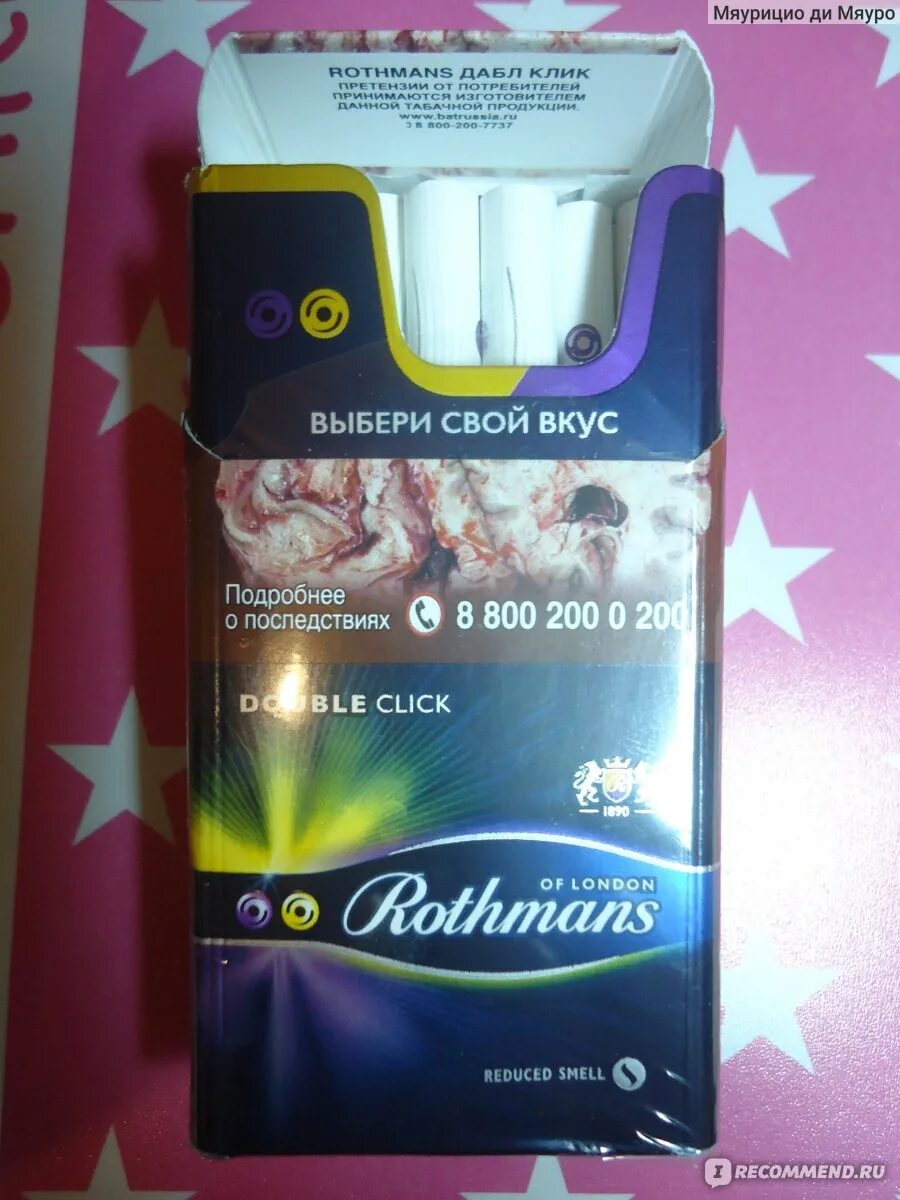 Мяурицио ди Мяуро
ROTHMANS ДАБЛ КЛИК
ПРЕТЕНЗИИ ОТ ПОТРЕБИТЕЛЕЙ
ПРИНИМАЮТСЯ ИЗГОТОВИТЕЛЕМ
ДАННОЙ ТАБАЧНОЙ ПРОДУКЦИИ.
www.batrussia.ru
8 800-200-7737
ВЫБЕРИ СВОЙ ВКУС
Подробнее
о последствиях 8 800 200 0 200
DOUBLE CLICK
1890
OF LONDON
Rothmans
REDUCED SMELL
IRECOMMEND.RU